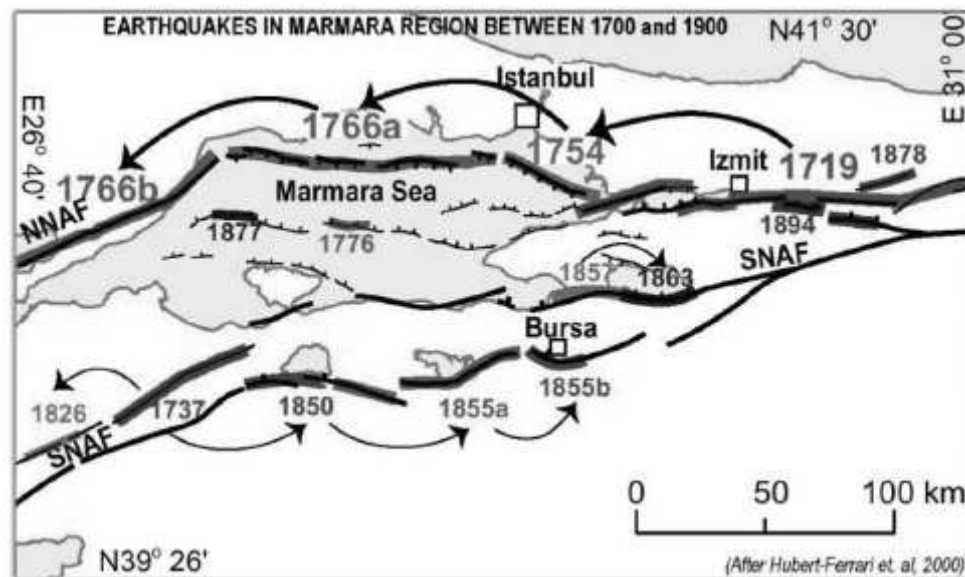 EARTHQUAKES IN MARMARA REGION BETWEEN 1700 and 1900
N41° 30'
E 31° 00'
E26° 40'
Istanbul
1766a
1754
Izmit
1719
1878
1766b
Marmara Sea
NNAF
1877
1776
1894
SNAF
1857
1863
Bursa
1826
1737
1850
1855a
1855b
SNAF
0 50 100 km
N39° 26'
(After Hubert-Ferrari et. al, 2000)